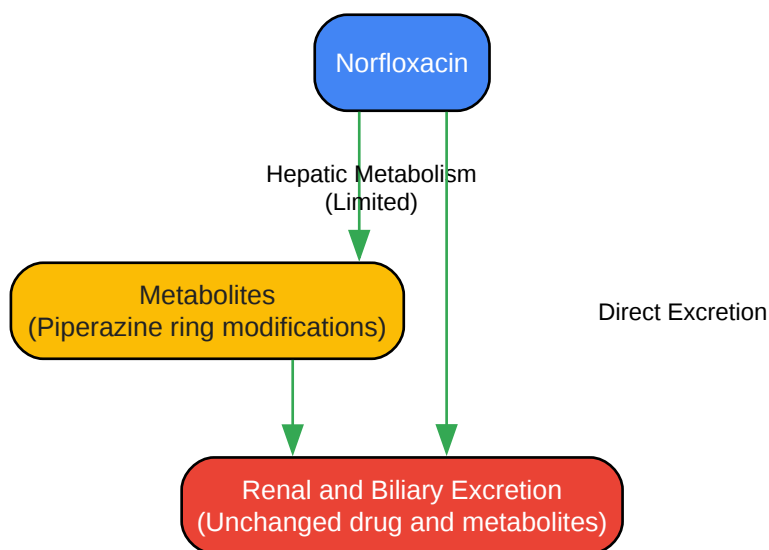 Norfloxacin
Hepatic Metabolism
(Limited)
Metabolites
(Piperazine ring modifications)
Direct Excretion
Renal and Biliary Excretion
(Unchanged drug and metabolites)